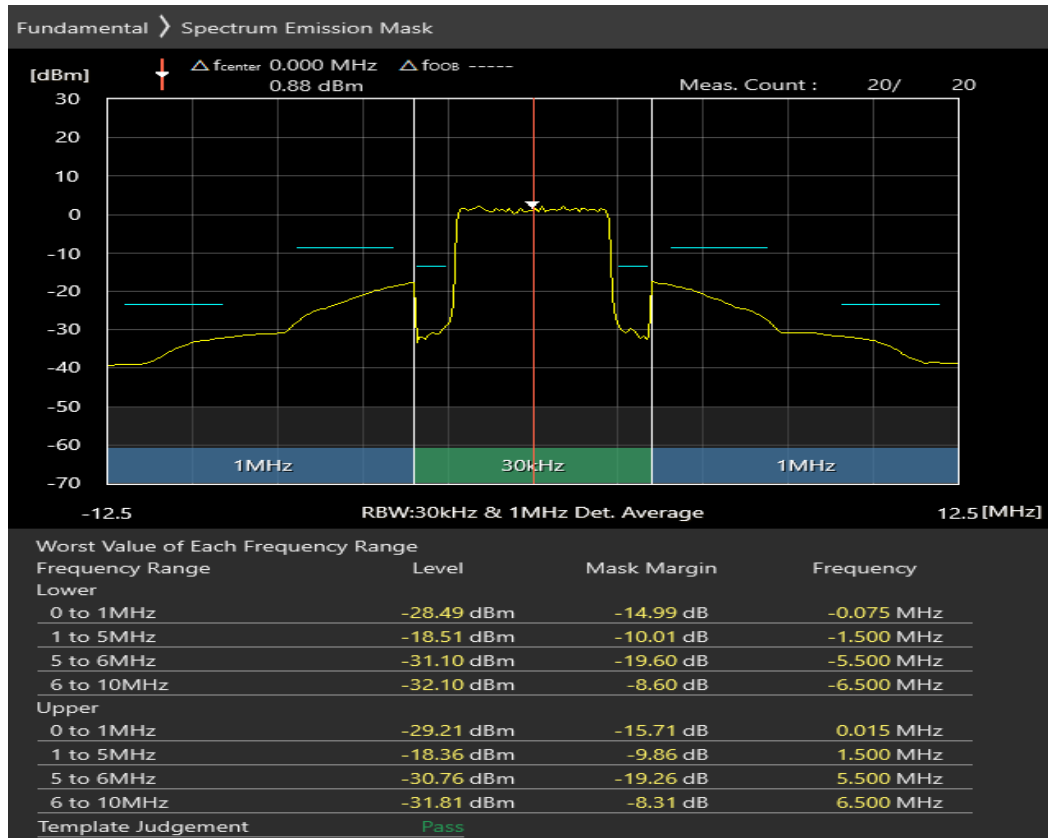 Fundamental ❭ Spectrum Emission Mask
[dBm] △ fcenter 0.000 MHz △ fOOB -----
0.88 dBm Meas. Count : 20/ 20
30
20
10
0
-10
-20
-30
-40
-50
-60
1MHz 30kHz 1MHz
-70
-12.5 RBW:30kHz & 1MHz Det. Average 12.5 [MHz]
Worst Value of Each Frequency Range
Frequency Range Level Mask Margin Frequency
Lower
0 to 1MHz -28.49 dBm -14.99 dB -0.075 MHz
1 to 5MHz -18.51 dBm -10.01 dB -1.500 MHz
5 to 6MHz -31.10 dBm -19.60 dB -5.500 MHz
6 to 10MHz -32.10 dBm -8.60 dB -6.500 MHz
Upper
0 to 1MHz -29.21 dBm -15.71 dB 0.015 MHz
1 to 5MHz -18.36 dBm -9.86 dB 1.500 MHz
5 to 6MHz -30.76 dBm -19.26 dB 5.500 MHz
6 to 10MHz -31.81 dBm -8.31 dB 6.500 MHz
Template Judgement Pass